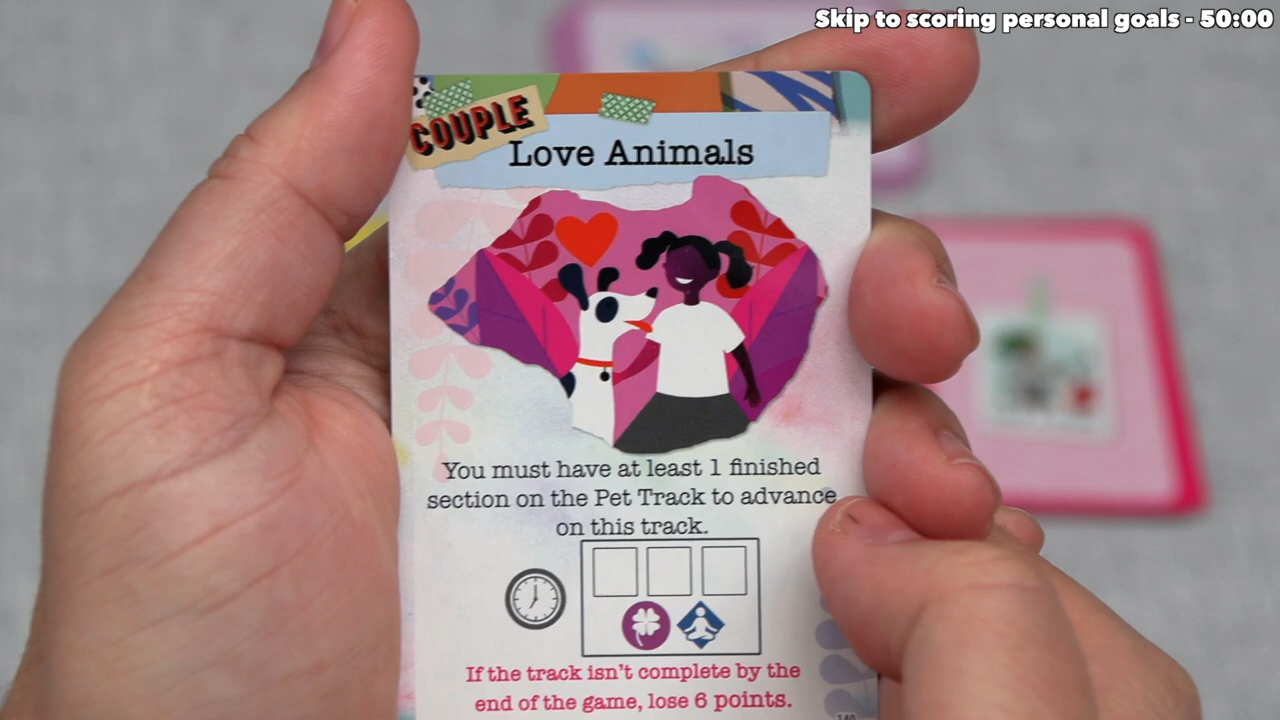 Skip to scoring personal goals - 50:00
COUPLE
Love Animals
You must have at least 1 finished
section on the Pet Track to advance
on this track.
If the track isn't complete by the
end of the game, lose 6 points.